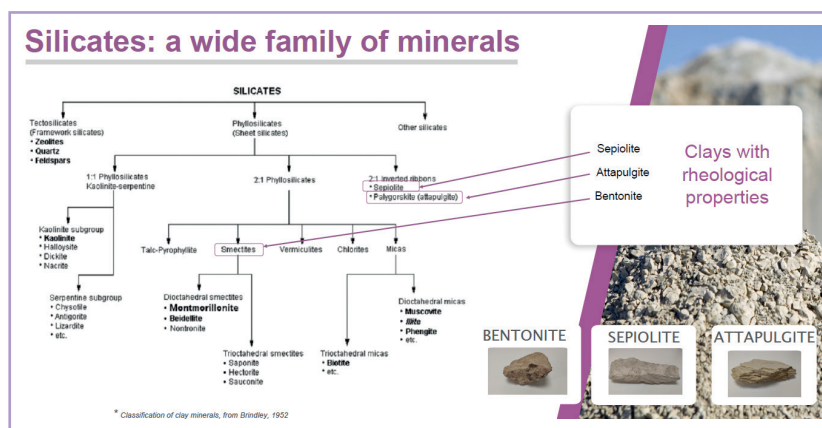 Silicates: a wide family of minerals
SILICATES
Tectosilicates
(Framework silicates)
• Zeolites
• Quartz
• Feldspars
Phyllosilicates
(Sheet silicates)
Other silicates
1:1 Phyllosilicates
Kaolinite-serpentine
2:1 Phyllosilicates
2:1 Inverted ribbons
• Sepiolite
• Palygorskite (attapulgite)
Kaolinite subgroup
• Kaolinite
• Halloysite
• Dickite
• Nacrite
Talc-Pyrophyllite
Smectites
Vermiculites
Chlorites
Micas
Serpentine subgroup
• Chysotile
• Antigorite
• Lizardite
• etc.
Dioctahedral smectites
• Montmorillonite
• Beidellite
• Nontronite
Dioctahedral micas
• Muscovite
• Illite
• Phengite
• etc.
Trioctahedral smectites
• Saponite
• Hectorite
• Sauconite
Trioctahedral micas
• Biotite
• etc.
* Classification of clay minerals, from Brindley, 1952
Sepiolite
Attapulgite
Bentonite
Clays with
rheological
properties
BENTONITE
SEPIOLITE
ATTAPULGITE